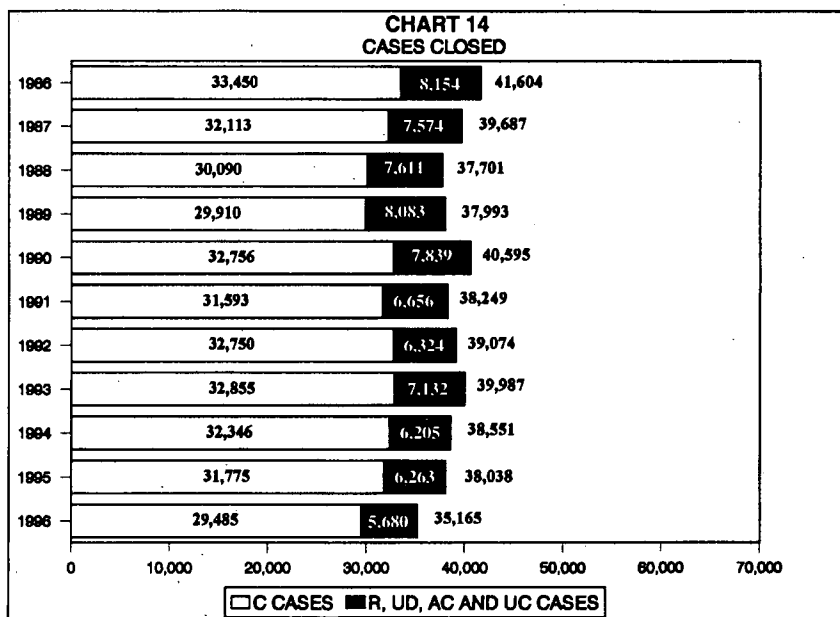 CHART 14
CASES CLOSED
1986 33,450 8,154 41,604
1987 32,113 7,574 39,687
1988 30,090 7,611 37,701
1989 29,910 8,083 37,993
1990 32,756 7,839 40,595
1991 31,593 6,656 38,249
1992 32,750 6,324 39,074
1993 32,855 7,132 39,987
1994 32,346 6,205 38,551
1995 31,775 6,263 38,038
1996 29,485 5,680 35,165
0 10,000 20,000 30,000 40,000 50,000 60,000 70,000
C CASES R, UD, AC AND UC CASES